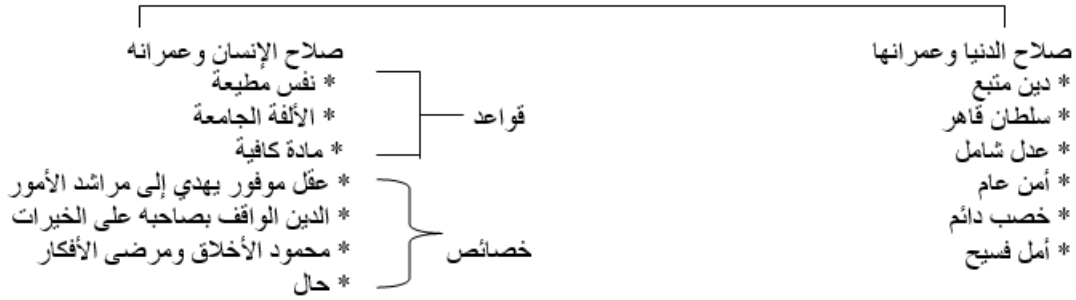 صلاح الدنيا وعمرانها
* دين متبع
* سلطان قاهر
* عدل شامل
* أمن عام
* خصب دائم
* أمل فسيح
صلاح الإنسان وعمرانه
* نفس مطيعة
* الألفة الجامعة
* مادة كافية
قواعد
* عقل موفور يهدي إلى مراشد الأمور
* الدين الواقف بصاحبه على الخيرات
* محمود الأخلاق ومرضى الأفكار
* حال
خصائص